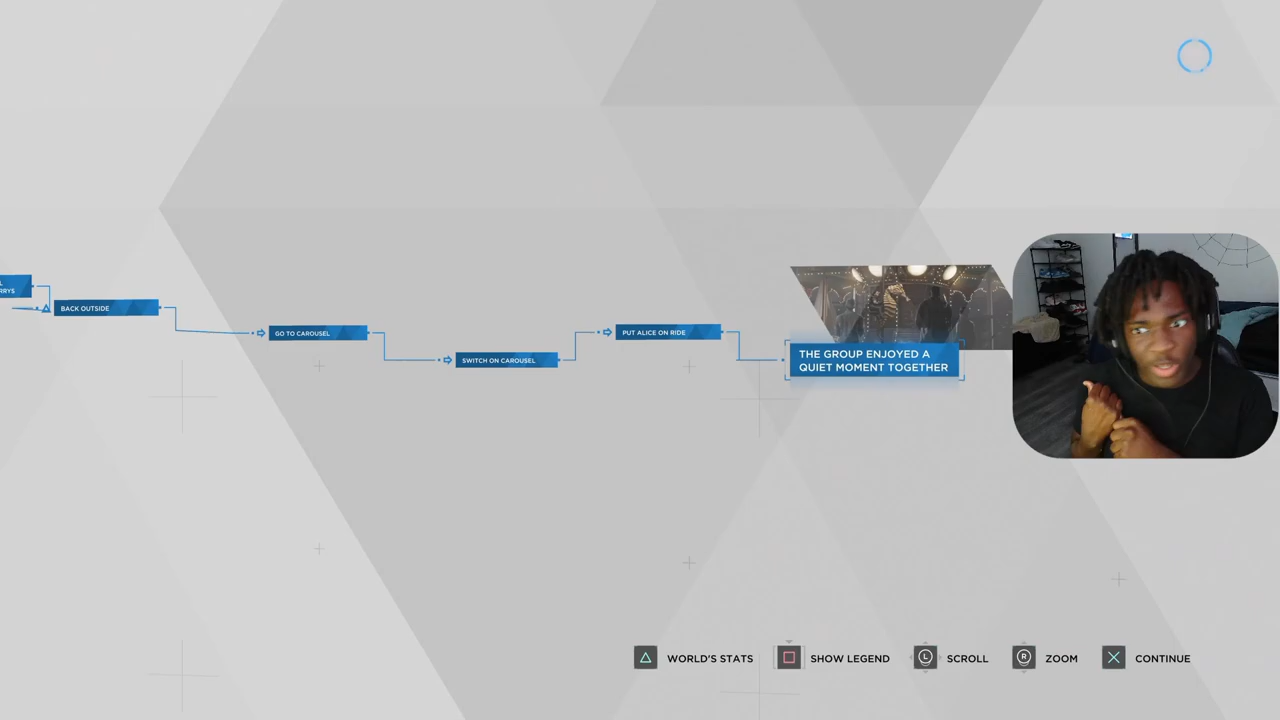 L
RRYS
BACK OUTSIDE
GO TO CAROUSEL
SWITCH ON CAROUSEL
PUT ALICE ON RIDE
THE GROUP ENJOYED A
QUIET MOMENT TOGETHER
WORLD'S STATS
SHOW LEGEND
L SCROLL
R ZOOM
CONTINUE